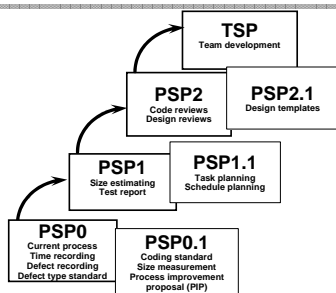 TSP
Team development
PSP2
Code reviews
Design reviews
PSP2.1
Design templates
PSP1
Size estimating
Test report
PSP1.1
Task planning
Schedule planning
PSP0
Current process
Time recording
Defect recording
Defect type standard
PSP0.1
Coding standard
Size measurement
Process improvement
proposal (PIP)